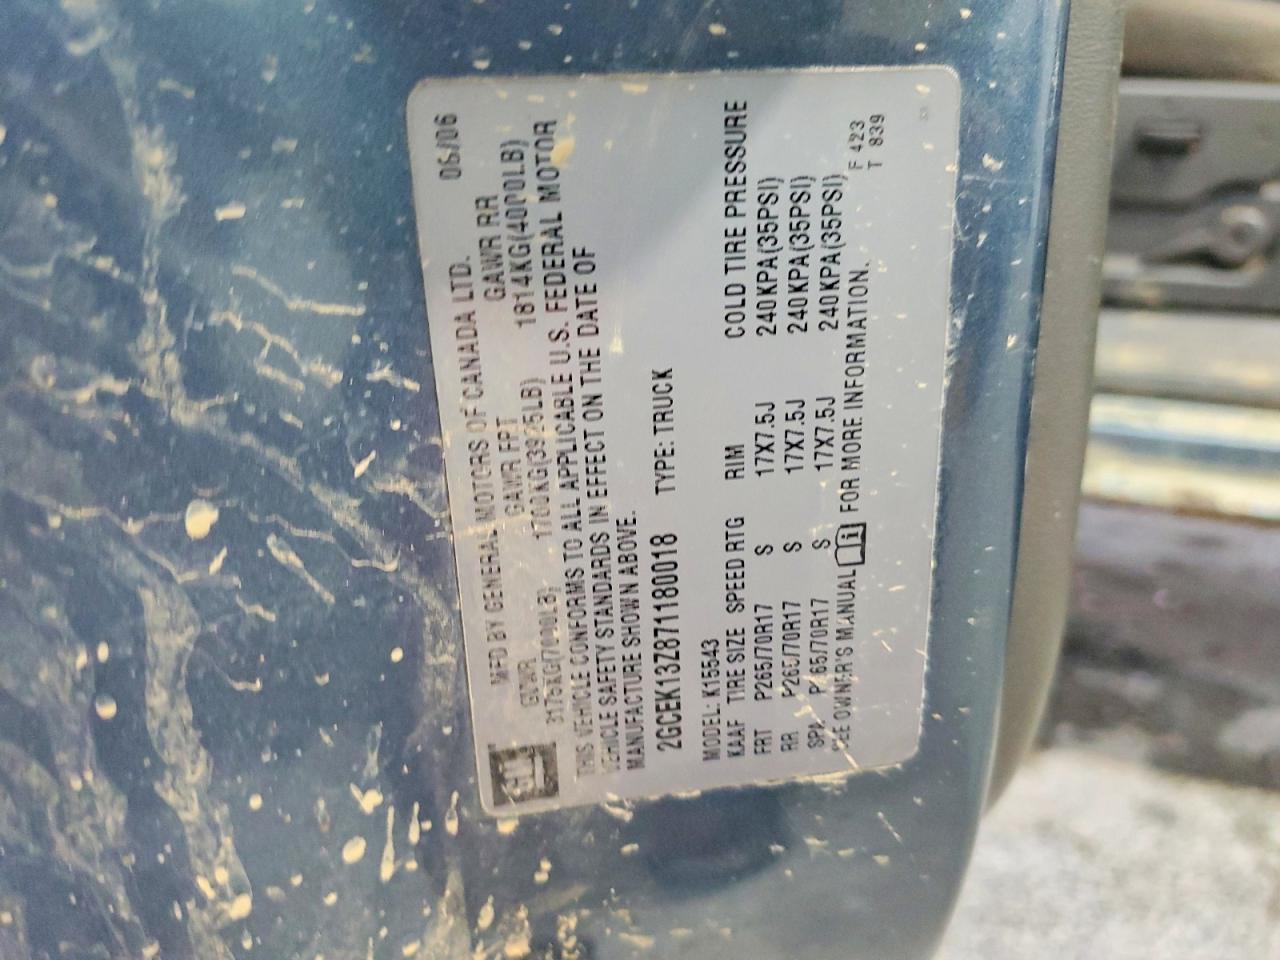 GM
MFD BY GENERAL MOTORS OF CANADA LTD. 06/06
GVWR GAWR FRT GAWR RR
3175KG(7000LB) 1780KG(3925LB) 1814KG(4000LB)
THIS VEHICLE CONFORMS TO ALL APPLICABLE U.S. FEDERAL MOTOR
VEHICLE SAFETY STANDARDS IN EFFECT ON THE DATE OF
MANUFACTURE SHOWN ABOVE.
2GCEK13Z871180018 TYPE: TRUCK
MODEL: K15543
KAAF TIRE SIZE SPEED RTG RIM COLD TIRE PRESSURE
FRT P265/70R17 S 17X7.5J 240KPA(35PSI)
RR P265/70R17 S 17X7.5J 240KPA(35PSI)
SPA P265/70R17 S 17X7.5J 240KPA(35PSI)
SEE OWNER'S MANUAL i FOR MORE INFORMATION.
F 423
T 839